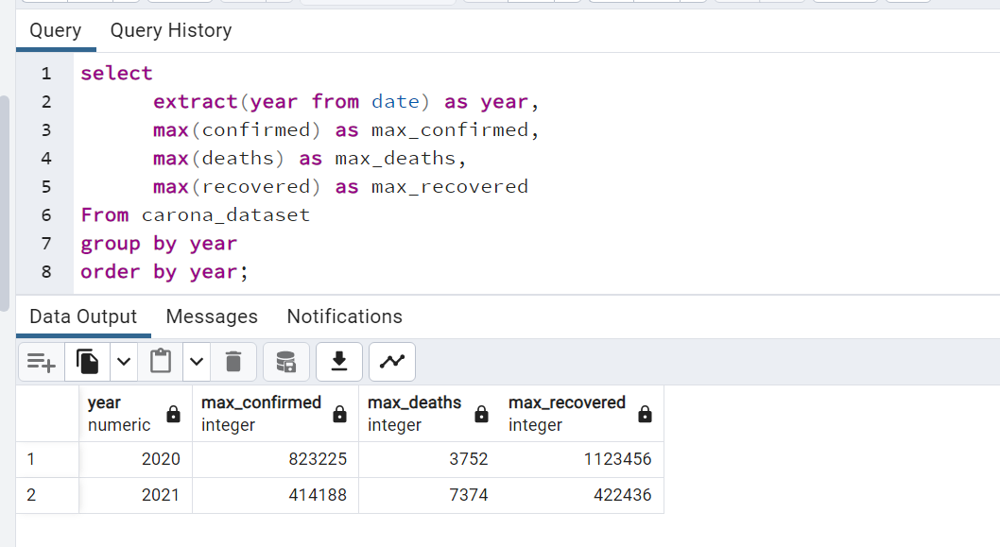 Query Query History
1 select
2 extract(year from date) as year,
3 max(confirmed) as max_confirmed,
4 max(deaths) as max_deaths,
5 max(recovered) as max_recovered
6 From carona_dataset
7 group by year
8 order by year;
Data Output Messages Notifications
year max_confirmed max_deaths max_recovered
numeric integer integer integer
1 2020 823225 3752 1123456
2 2021 414188 7374 422436